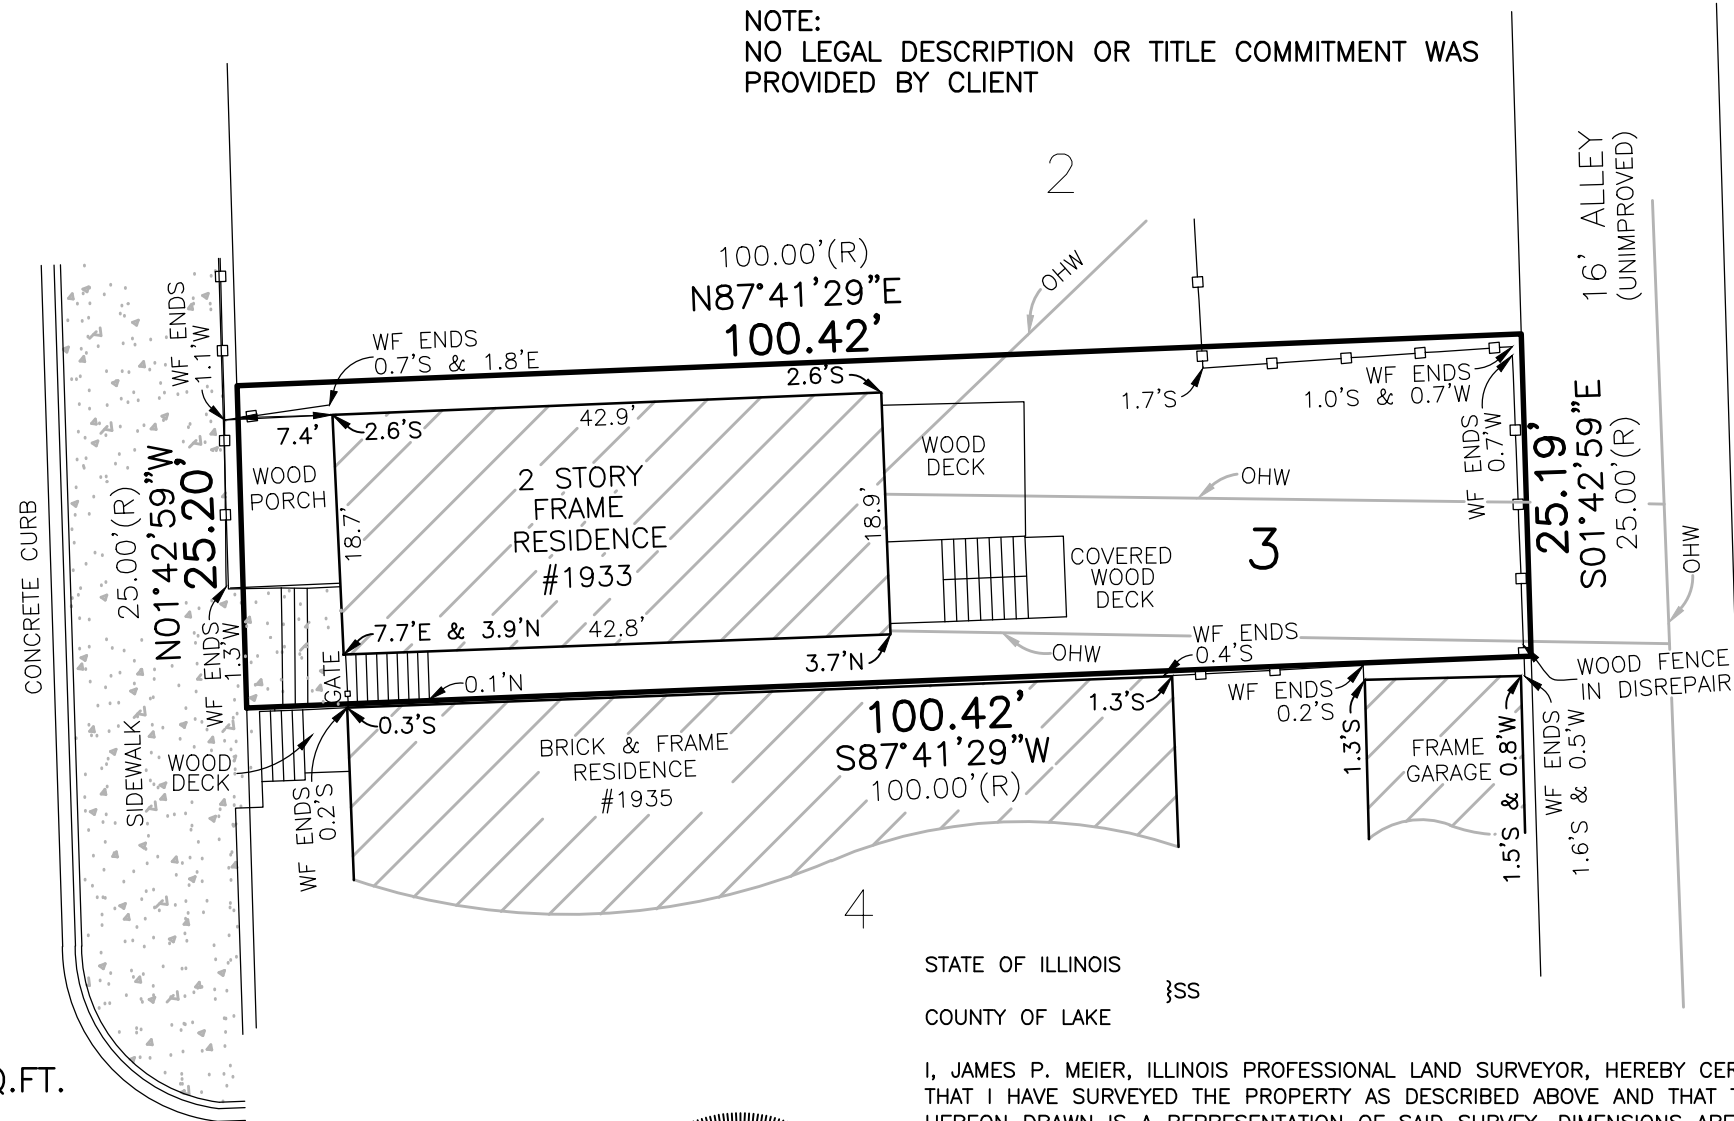 NOTE:
NO LEGAL DESCRIPTION OR TITLE COMMITMENT WAS
PROVIDED BY CLIENT
2
16' ALLEY
(UNIMPROVED)
100.00'(R)
N87°41'29"E
100.42'
OHW
WF ENDS
1.1'W
WF ENDS
0.7'S & 1.8'E
2.6'S
1.7'S
WF ENDS
1.0'S & 0.7'W
WF ENDS
0.7'W
7.4'
2.6'S
42.9'
WOOD
PORCH
18.7'
2 STORY
FRAME
RESIDENCE
#1933
18.9'
WOOD
DECK
OHW
3
COVERED
WOOD
DECK
25.19'
S01°42'59"E
25.00'(R)
OHW
CONCRETE CURB
25.00'(R)
N01°42'59"W
25.20'
WF ENDS
1.3'W
GATE
7.7'E & 3.9'N
42.8'
3.7'N
OHW
WF ENDS
0.4'S
0.1'N
0.3'S
1.3'S
WF ENDS
0.2'S
WOOD FENCE
IN DISREPAIR
SIDEWALK
WOOD
DECK
WF ENDS
0.2'S
BRICK & FRAME
RESIDENCE
#1935
100.42'
S87°41'29"W
100.00'(R)
1.3'S
FRAME
GARAGE
1.5'S & 0.8'W
WF ENDS
1.6'S & 0.5'W
4
STATE OF ILLINOIS
}SS
COUNTY OF LAKE
Q.FT.
I, JAMES P. MEIER, ILLINOIS PROFESSIONAL LAND SURVEYOR, HEREBY CER
THAT I HAVE SURVEYED THE PROPERTY AS DESCRIBED ABOVE AND THAT T
HEREON DRAWN IS A REPRESENTATION OF SAID SURVEY. DIMENSIONS ARE